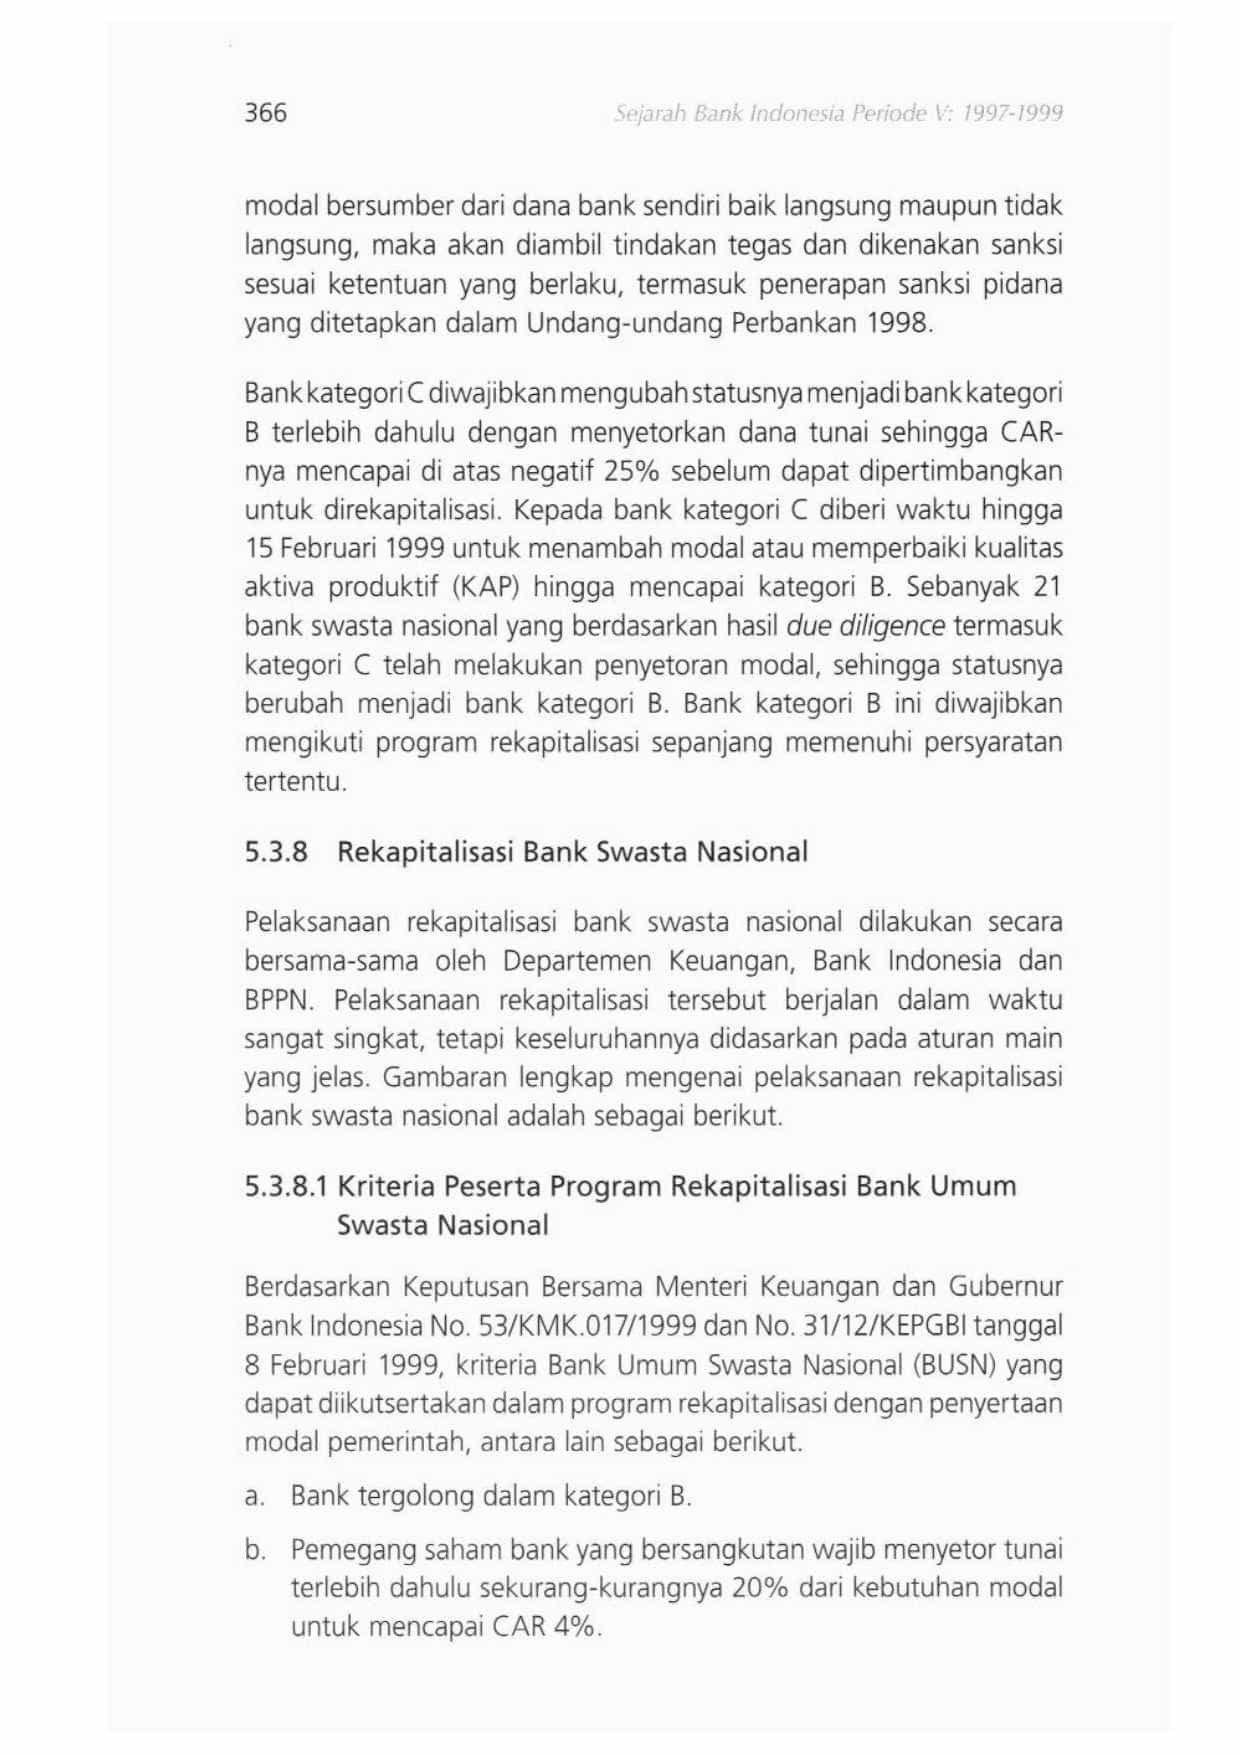 366
Sejarah Bank Indonesia Periode V: 1997-1999
modal bersumber dari dana bank sendiri baik langsung maupun tidak
langsung, maka akan diambil tindakan tegas dan dikenakan sanksi
sesuai ketentuan yang berlaku, termasuk penerapan sanksi pidana
yang ditetapkan dalam Undang-undang Perbankan 1998.
Bank kategori C diwajibkan mengubah statusnya menjadi bank kategori
B terlebih dahulu dengan menyetorkan dana tunai sehingga CAR-
nya mencapai di atas negatif 25% sebelum dapat dipertimbangkan
untuk direkapitalisasi. Kepada bank kategori C diberi waktu hingga
15 Februari 1999 untuk menambah modal atau memperbaiki kualitas
aktiva produktif (KAP) hingga mencapai kategori B. Sebanyak 21
bank swasta nasional yang berdasarkan hasil due diligence termasuk
kategori C telah melakukan penyetoran modal, sehingga statusnya
berubah menjadi bank kategori B. Bank kategori B ini diwajibkan
mengikuti program rekapitalisasi sepanjang memenuhi persyaratan
tertentu.
5.3.8 Rekapitalisasi Bank Swasta Nasional
Pelaksanaan rekapitalisasi bank swasta nasional dilakukan secara
bersama-sama oleh Departemen Keuangan, Bank Indonesia dan
BPPN. Pelaksanaan rekapitalisasi tersebut berjalan dalam waktu
sangat singkat, tetapi keseluruhannya didasarkan pada aturan main
yang jelas. Gambaran lengkap mengenai pelaksanaan rekapitalisasi
bank swasta nasional adalah sebagai berikut.
5.3.8.1 Kriteria Peserta Program Rekapitalisasi Bank Umum
Swasta Nasional
Berdasarkan Keputusan Bersama Menteri Keuangan dan Gubernur
Bank Indonesia No. 53/KMK.017/1999 dan No. 31/12/KEPGBI tanggal
8 Februari 1999, kriteria Bank Umum Swasta Nasional (BUSN) yang
dapat diikutsertakan dalam program rekapitalisasi dengan penyertaan
modal pemerintah, antara lain sebagai berikut.
a. Bank tergolong dalam kategori B.
b. Pemegang saham bank yang bersangkutan wajib menyetor tunai
terlebih dahulu sekurang-kurangnya 20% dari kebutuhan modal
untuk mencapai CAR 4%.